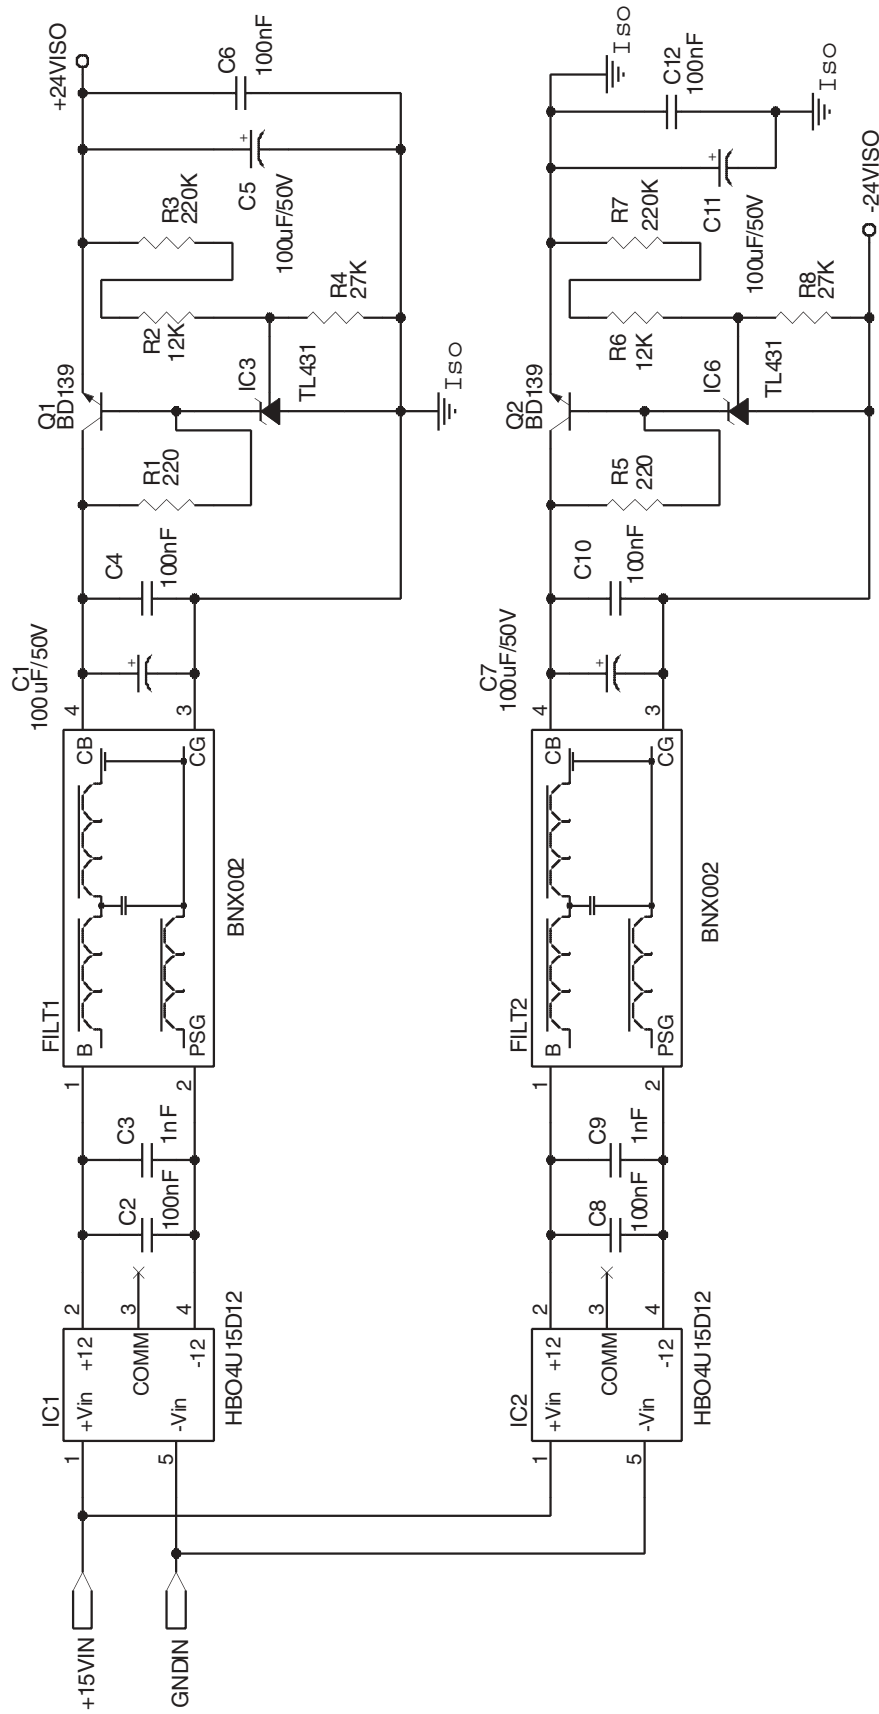 +15VIN
GNDIN
IC1
1
+Vin
+12
2
COMM
3
5
-Vin
-12
4
HBO4U15D12
C2
100nF
C3
1nF
FILT1
1
B
CB
4
2
PSG
CG
3
BNX002
C1
100uF/50V
C4
100nF
R1
220
Q1
BD139
IC3
TL431
R2
12K
R3
220K
R4
27K
Iso
C5
100uF/50V
+
+
C6
100nF
+24VISO
IC2
1
+Vin
+12
2
COMM
3
5
-Vin
-12
4
HBO4U15D12
C8
100nF
C9
1nF
FILT2
1
B
CB
4
2
PSG
CG
3
BNX002
C7
100uF/50V
+
C10
100nF
R5
220
Q2
BD139
IC6
TL431
R6
12K
R7
220K
R8
27K
C11
100uF/50V
+
C12
100nF
Iso
Iso
-24VISO